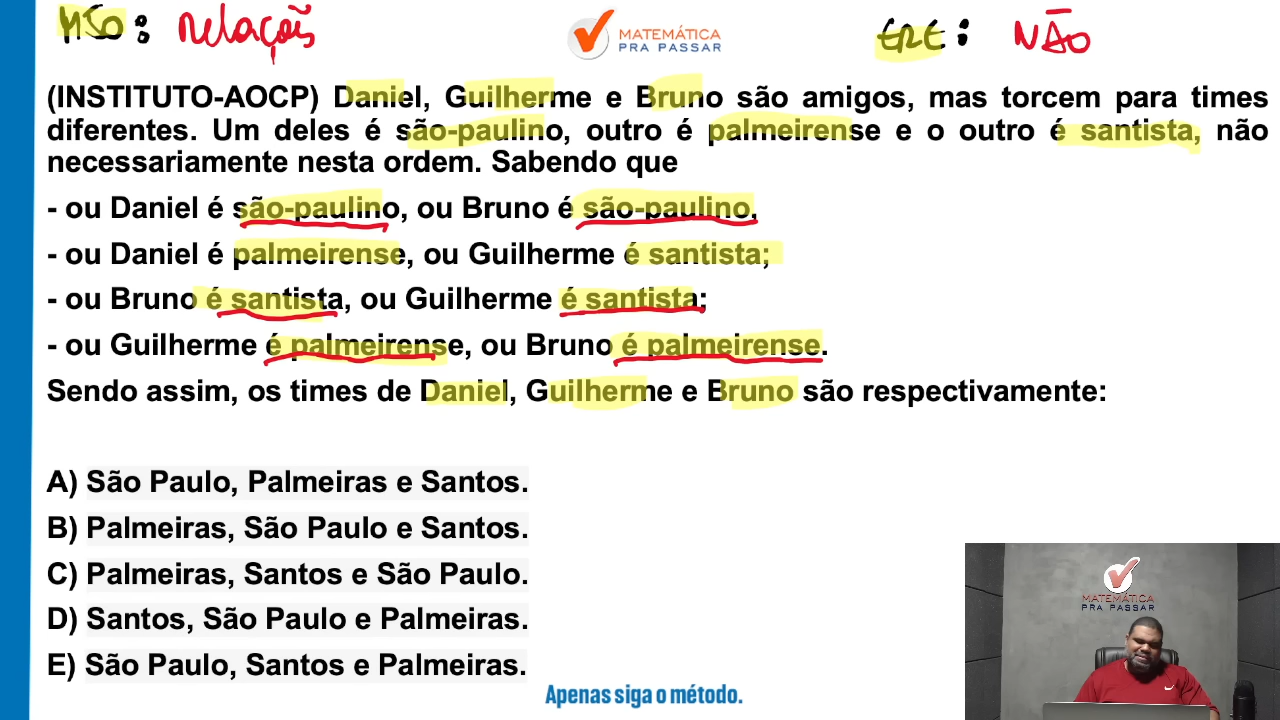 MSO: Relações
MATEMÁTICA
PRA PASSAR
ERE: NÃO
(INSTITUTO-AOCP) Daniel, Guilherme e Bruno são amigos, mas torcem para times
diferentes. Um deles é são-paulino, outro é palmeirense e o outro é santista, não
necessariamente nesta ordem. Sabendo que
- ou Daniel é são-paulino, ou Bruno é são-paulino,
- ou Daniel é palmeirense, ou Guilherme é santista;
- ou Bruno é santista, ou Guilherme é santista;
- ou Guilherme é palmeirense, ou Bruno é palmeirense.
Sendo assim, os times de Daniel, Guilherme e Bruno são respectivamente:
A) São Paulo, Palmeiras e Santos.
B) Palmeiras, São Paulo e Santos.
C) Palmeiras, Santos e São Paulo.
D) Santos, São Paulo e Palmeiras.
E) São Paulo, Santos e Palmeiras.
MATEMÁTICA
PRA PASSAR
Apenas siga o método.